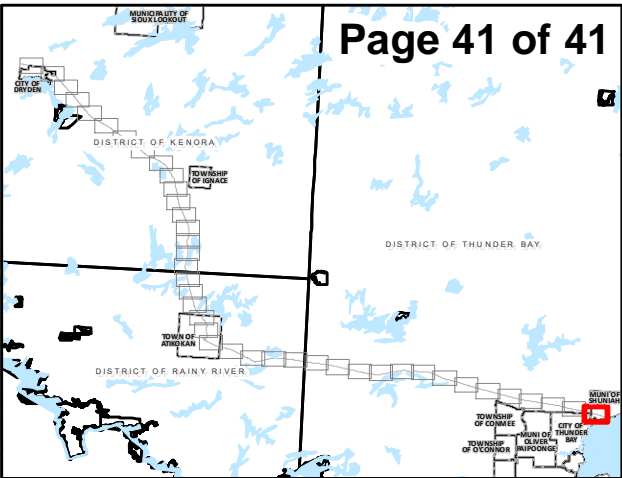 MUNICIPALITY OF
SIOUX LOOKOUT
Page 41 of 41
CITY OF
DRYDEN
DISTRICT OF KENORA
TOWNSHIP
OF IGNACE
DISTRICT OF THUNDER BAY
TOWN OF
ATIKOKAN
DISTRICT OF RAINY RIVER
MUNI OF
SHUNIAH
TOWNSHIP
OF CONMEE
CITY OF
THUNDER
BAY
MUNI OF
OLIVER
PAIPOONGE
TOWNSHIP
OF O'CONNOR